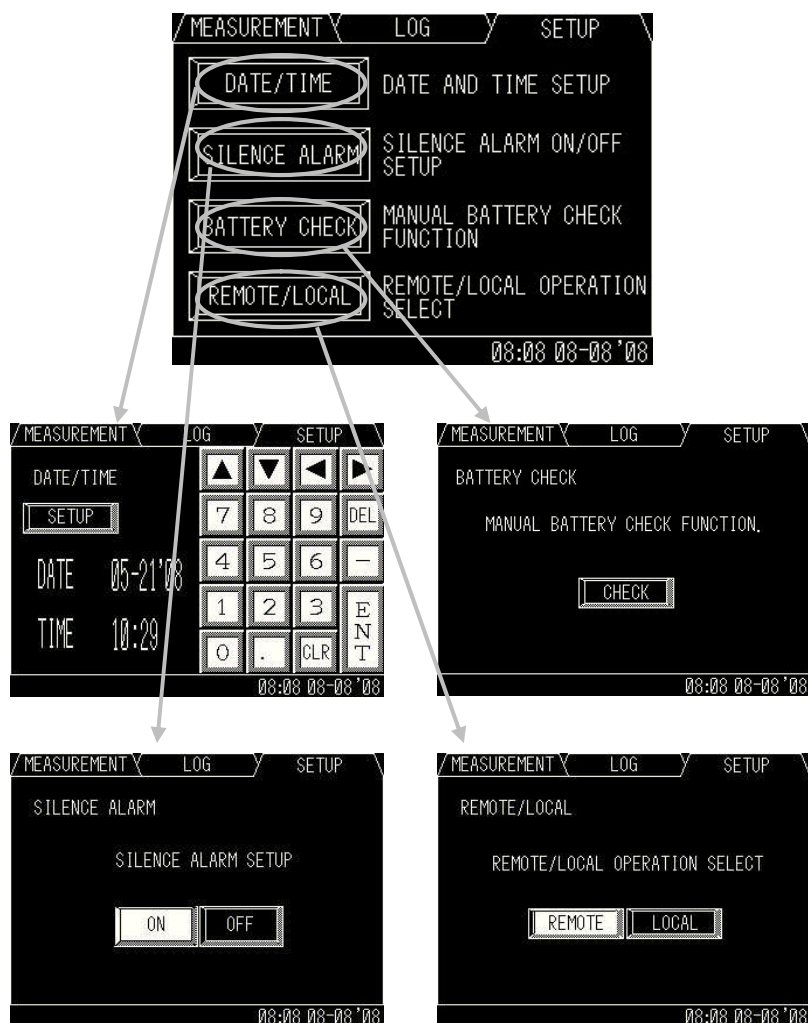 MEASUREMENT LOG SETUP
DATE/TIME DATE AND TIME SETUP
SILENCE ALARM SILENCE ALARM ON/OFF
SETUP
BATTERY CHECK MANUAL BATTERY CHECK
FUNCTION
REMOTE/LOCAL REMOTE/LOCAL OPERATION
SELECT
08:08 08-08'08
MEASUREMENT LOG SETUP
DATE/TIME
SETUP
DATE 05-21'08
TIME 10:29
▲ ▼ ◀ ▶
7 8 9 DEL
4 5 6 -
1 2 3 ENT
0 . CLR
08:08 08-08'08
MEASUREMENT LOG SETUP
BATTERY CHECK
MANUAL BATTERY CHECK FUNCTION.
CHECK
08:08 08-08'08
MEASUREMENT LOG SETUP
SILENCE ALARM
SILENCE ALARM SETUP
ON OFF
08:08 08-08'08
MEASUREMENT LOG SETUP
REMOTE/LOCAL
REMOTE/LOCAL OPERATION SELECT
REMOTE LOCAL
08:08 08-08'08